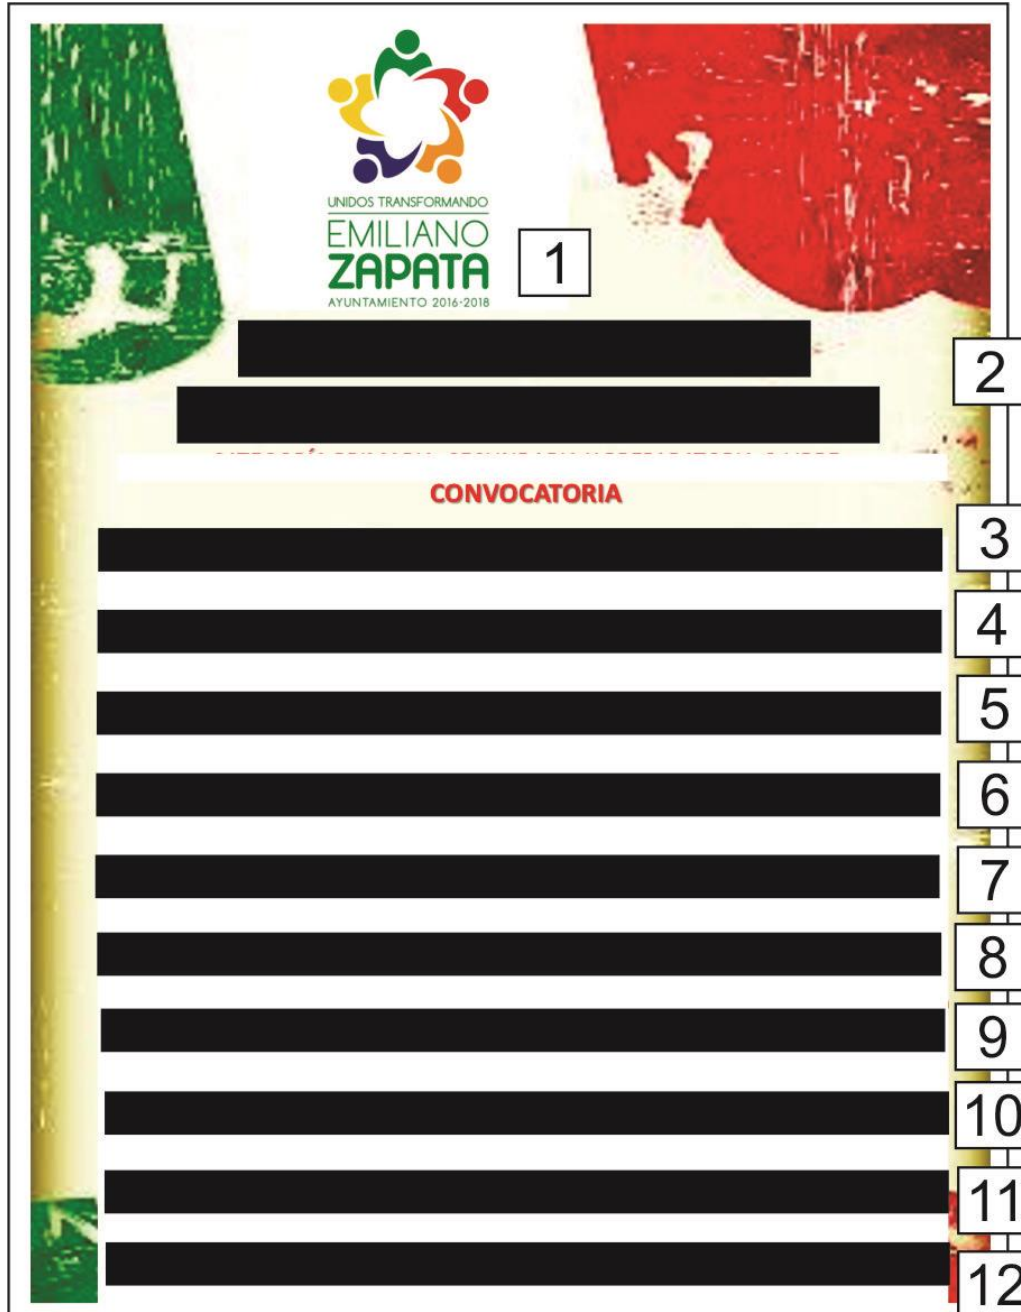 UNIDOS TRANSFORMANDO
EMILIANO
ZAPATA
AYUNTAMIENTO 2016-2018
1
2
CONVOCATORIA
3
4
5
6
7
8
9
10
11
12